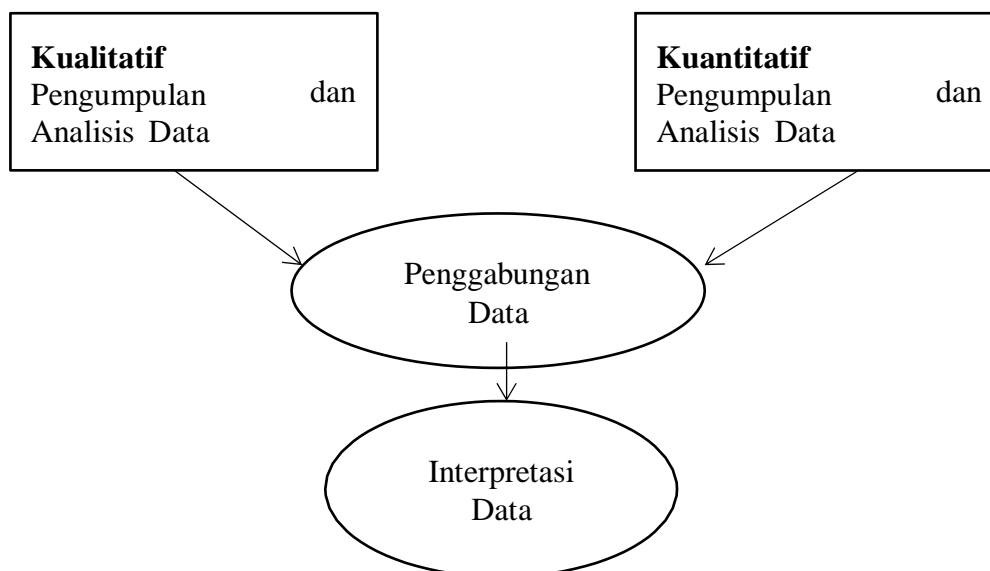 Kualitatif
Pengumpulan dan
Analisis Data
Kuantitatif
Pengumpulan dan
Analisis Data
Penggabungan
Data
Interpretasi
Data